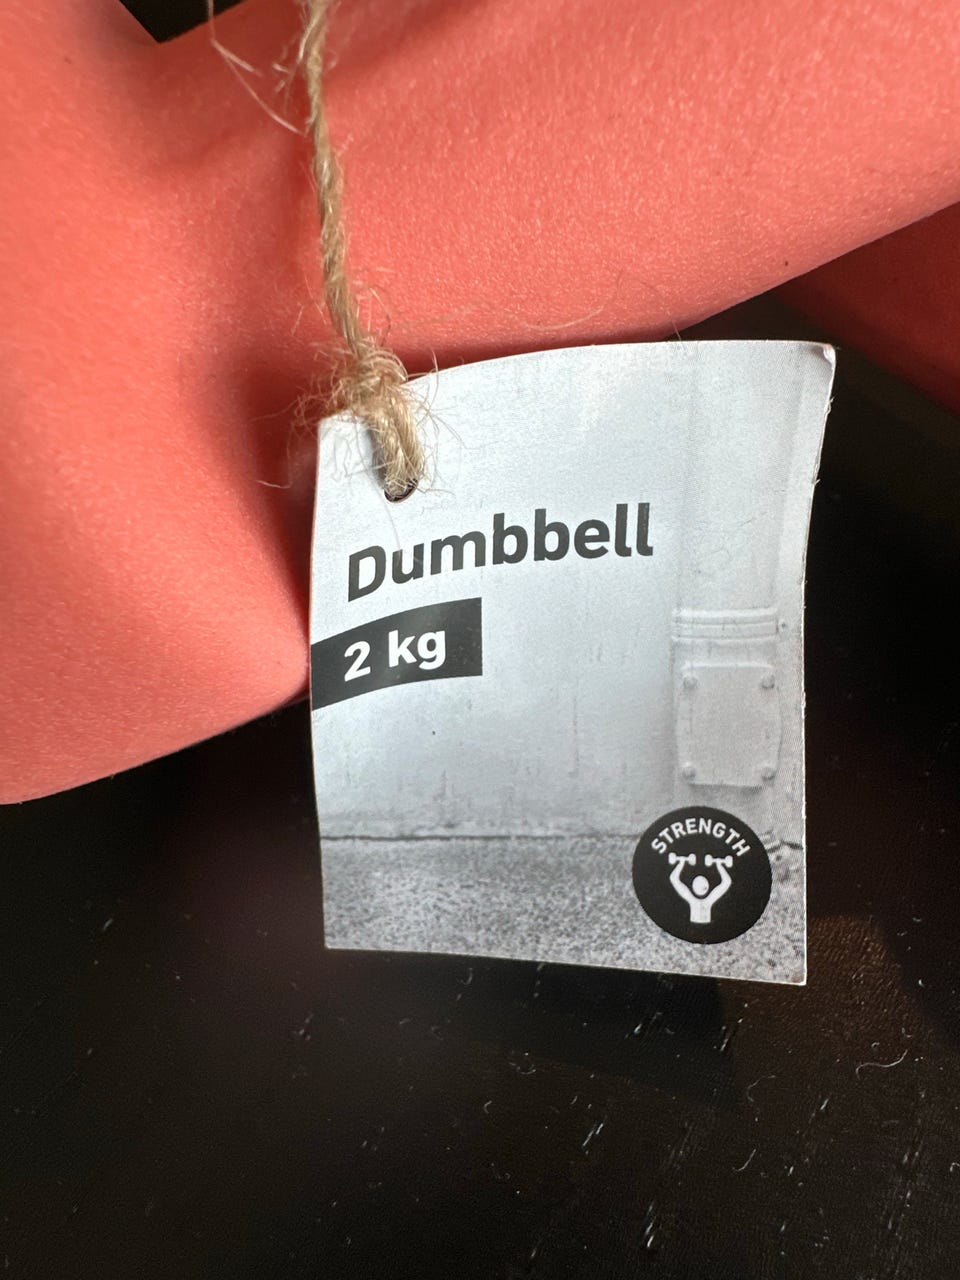 Dumbbell
2 kg
STRENGTH